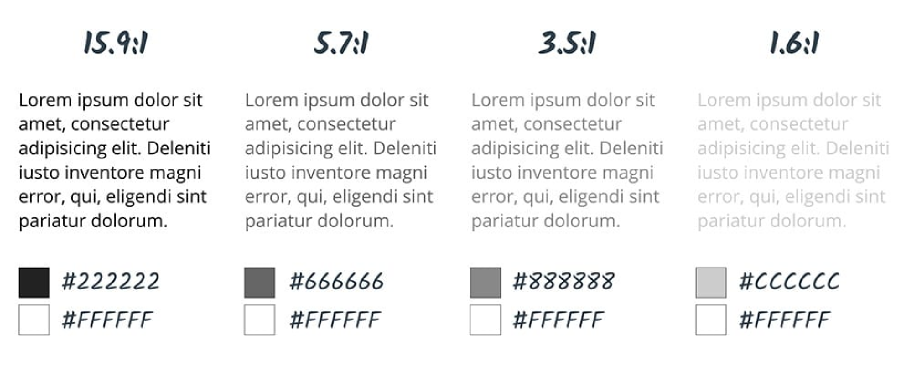 15.9:1
Lorem ipsum dolor sit
amet, consectetur
adipisicing elit. Deleniti
iusto inventore magni
error, qui, eligendi sint
pariatur dolorum.
#222222
#FFFFFF
5.7:1
Lorem ipsum dolor sit
amet, consectetur
adipisicing elit. Deleniti
iusto inventore magni
error, qui, eligendi sint
pariatur dolorum.
#666666
#FFFFFF
3.5:1
Lorem ipsum dolor sit
amet, consectetur
adipisicing elit. Deleniti
iusto inventore magni
error, qui, eligendi sint
pariatur dolorum.
#888888
#FFFFFF
1.6:1
Lorem ipsum dolor sit
amet, consectetur
adipisicing elit. Deleniti
iusto inventore magni
error, qui, eligendi sint
pariatur dolorum.
#CCCCCC
#FFFFFF